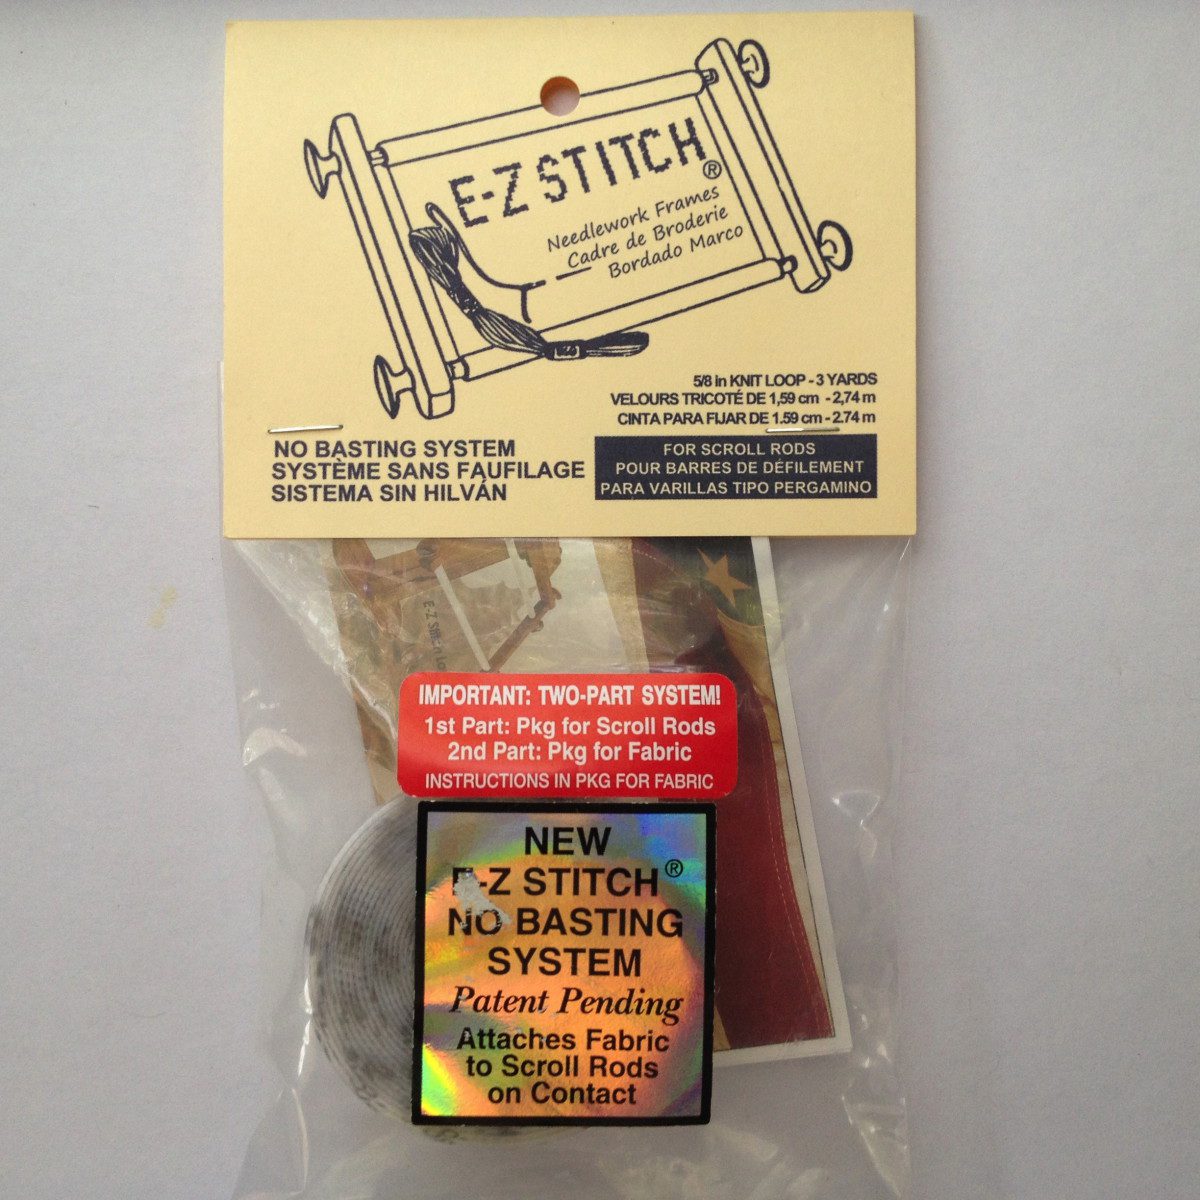 E-Z STITCH®
Needlework Frames
Cadre de Broderie
Bordado Marco
5/8 in KNIT LOOP - 3 YARDS
VELOURS TRICOTÉ DE 1,59 cm - 2,74 m
CINTA PARA FIJAR DE 1.59 cm - 2.74 m
NO BASTING SYSTEM
SYSTÈME SANS FAUFILAGE
SISTEMA SIN HILVÁN
FOR SCROLL RODS
POUR BARRES DE DÉFILEMENT
PARA VARILLAS TIPO PERGAMINO
E-Z Stitch
IMPORTANT: TWO-PART SYSTEM!
1st Part: Pkg for Scroll Rods
2nd Part: Pkg for Fabric
INSTRUCTIONS IN PKG FOR FABRIC
NEW
E-Z STITCH®
NO BASTING
SYSTEM
Patent Pending
Attaches Fabric
to Scroll Rods
on Contact